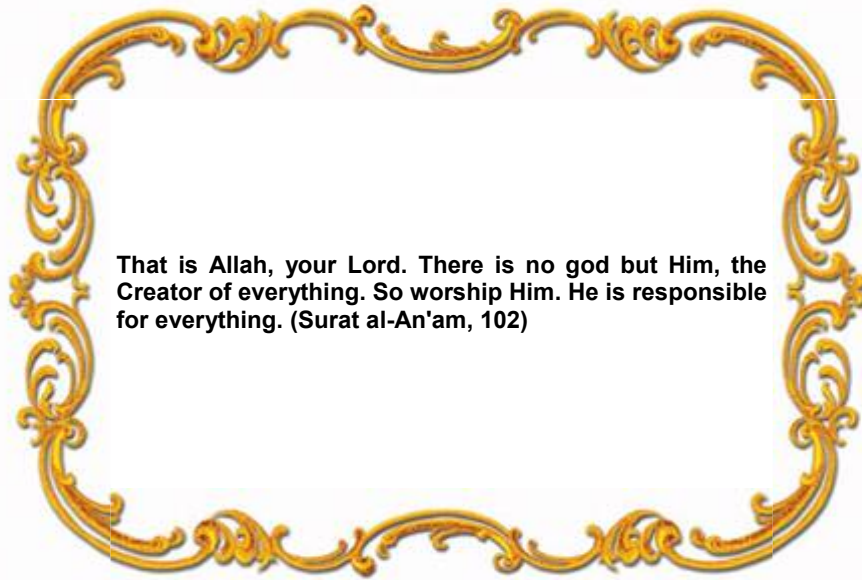 That is Allah, your Lord. There is no god but Him, the
Creator of everything. So worship Him. He is responsible
for everything. (Surat al-An'am, 102)